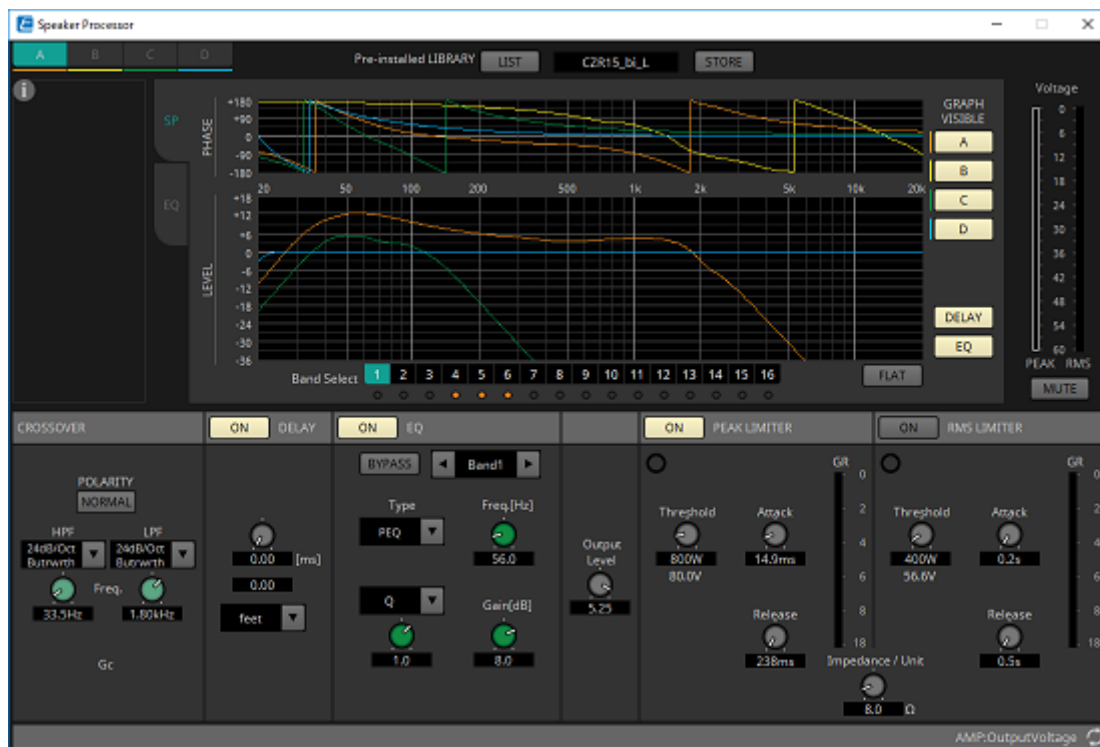 Speaker Processor
A B C D
Pre-installed LIBRARY LIST CZR15_bi_L STORE
SP
EQ
PHASE
+180
+90
0
-90
-180
20 50 100 200 500 1k 2k 5k 10k 20k
LEVEL
+18
+12
+6
0
-6
-12
-18
-24
-30
-36
GRAPH
VISIBLE
A
B
C
D
DELAY
EQ
Voltage
0
6
12
18
24
30
36
42
48
54
60
PEAK RMS
MUTE
Band Select 1 2 3 4 5 6 7 8 9 10 11 12 13 14 15 16
FLAT
CROSSOVER
POLARITY
NORMAL
HPF LPF
24dB/Oct 24dB/Oct
Butrwrth Butrwrth
Freq.
33.5Hz 1.80kHz
Gc
ON DELAY
0.00 [ms]
0.00
feet
ON EQ
BYPASS Band1
Type Freq.[Hz]
PEQ
56.0
Q Gain[dB]
1.0 8.0
Output
Level
5.25
ON PEAK LIMITER
GR
Threshold Attack
800W 14.9ms
80.0V
Release
238ms
0
2
4
6
8
18
Impedance / Unit
8.0 Ω
ON RMS LIMITER
GR
Threshold Attack
400W 0.2s
56.6V
Release
0.5s
0
2
4
6
8
18
AMP:OutputVoltage